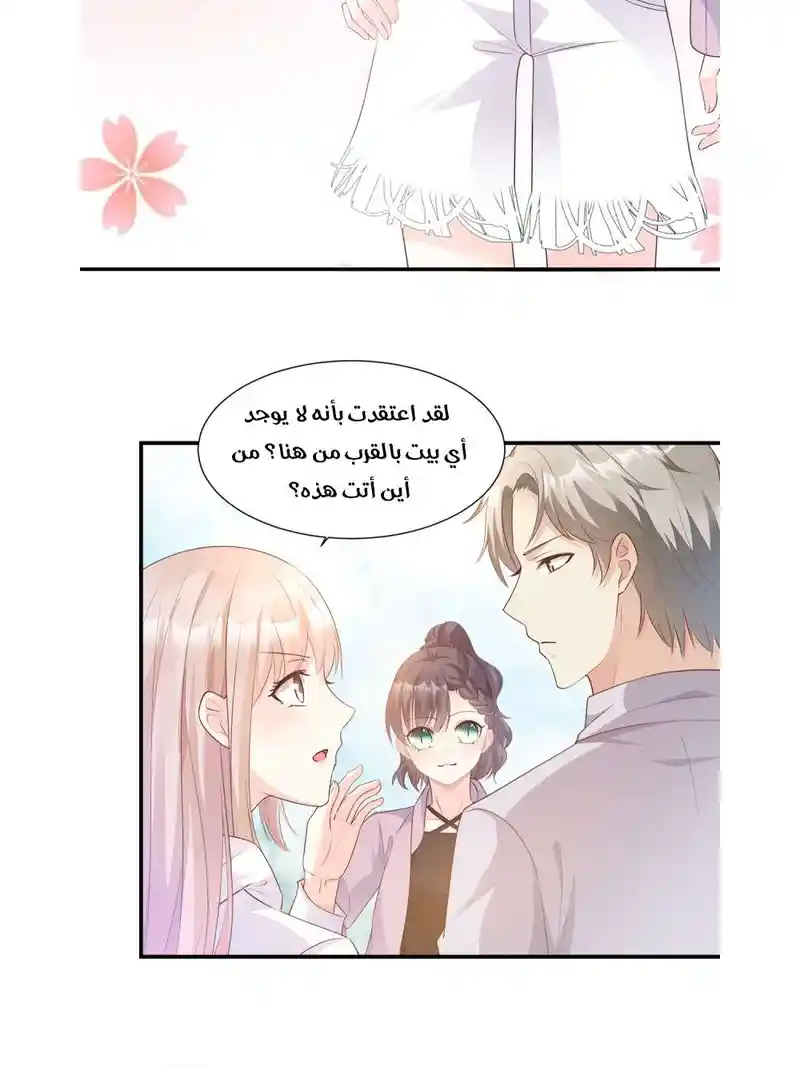 لقد اعتقدت بأنه لا يوجد
أي بيت بالقرب من هنا؟ من
أين أتت هذه؟